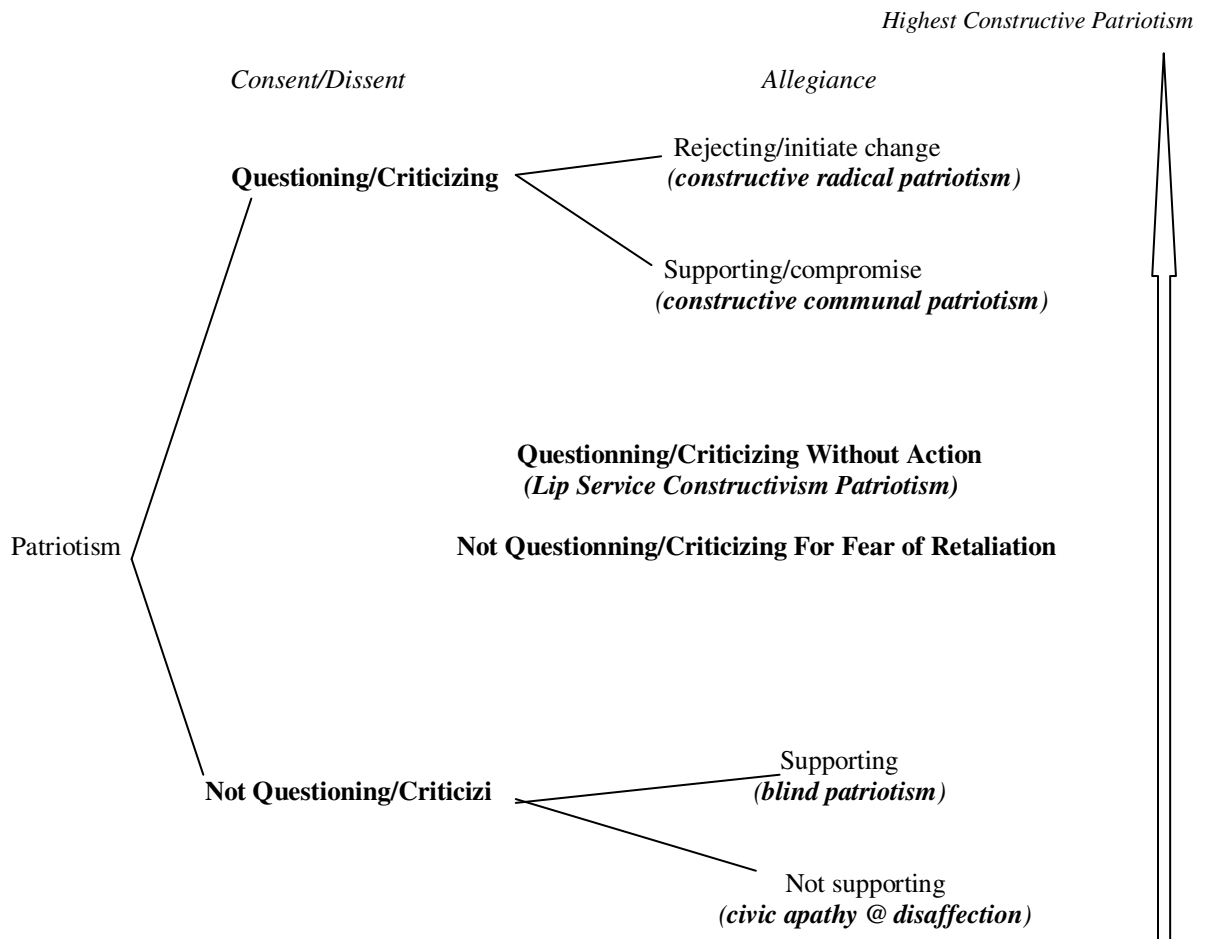 Highest Constructive Patriotism
Consent/Dissent
Allegiance
Rejecting/initiate change
(constructive radical patriotism)
Questioning/Criticizing
Supporting/compromise
(constructive communal patriotism)
Questionning/Criticizing Without Action
(Lip Service Constructivism Patriotism)
Patriotism
Not Questionning/Criticizing For Fear of Retaliation
Supporting
(blind patriotism)
Not Questioning/Criticizi
Not supporting
(civic apathy @ disaffection)